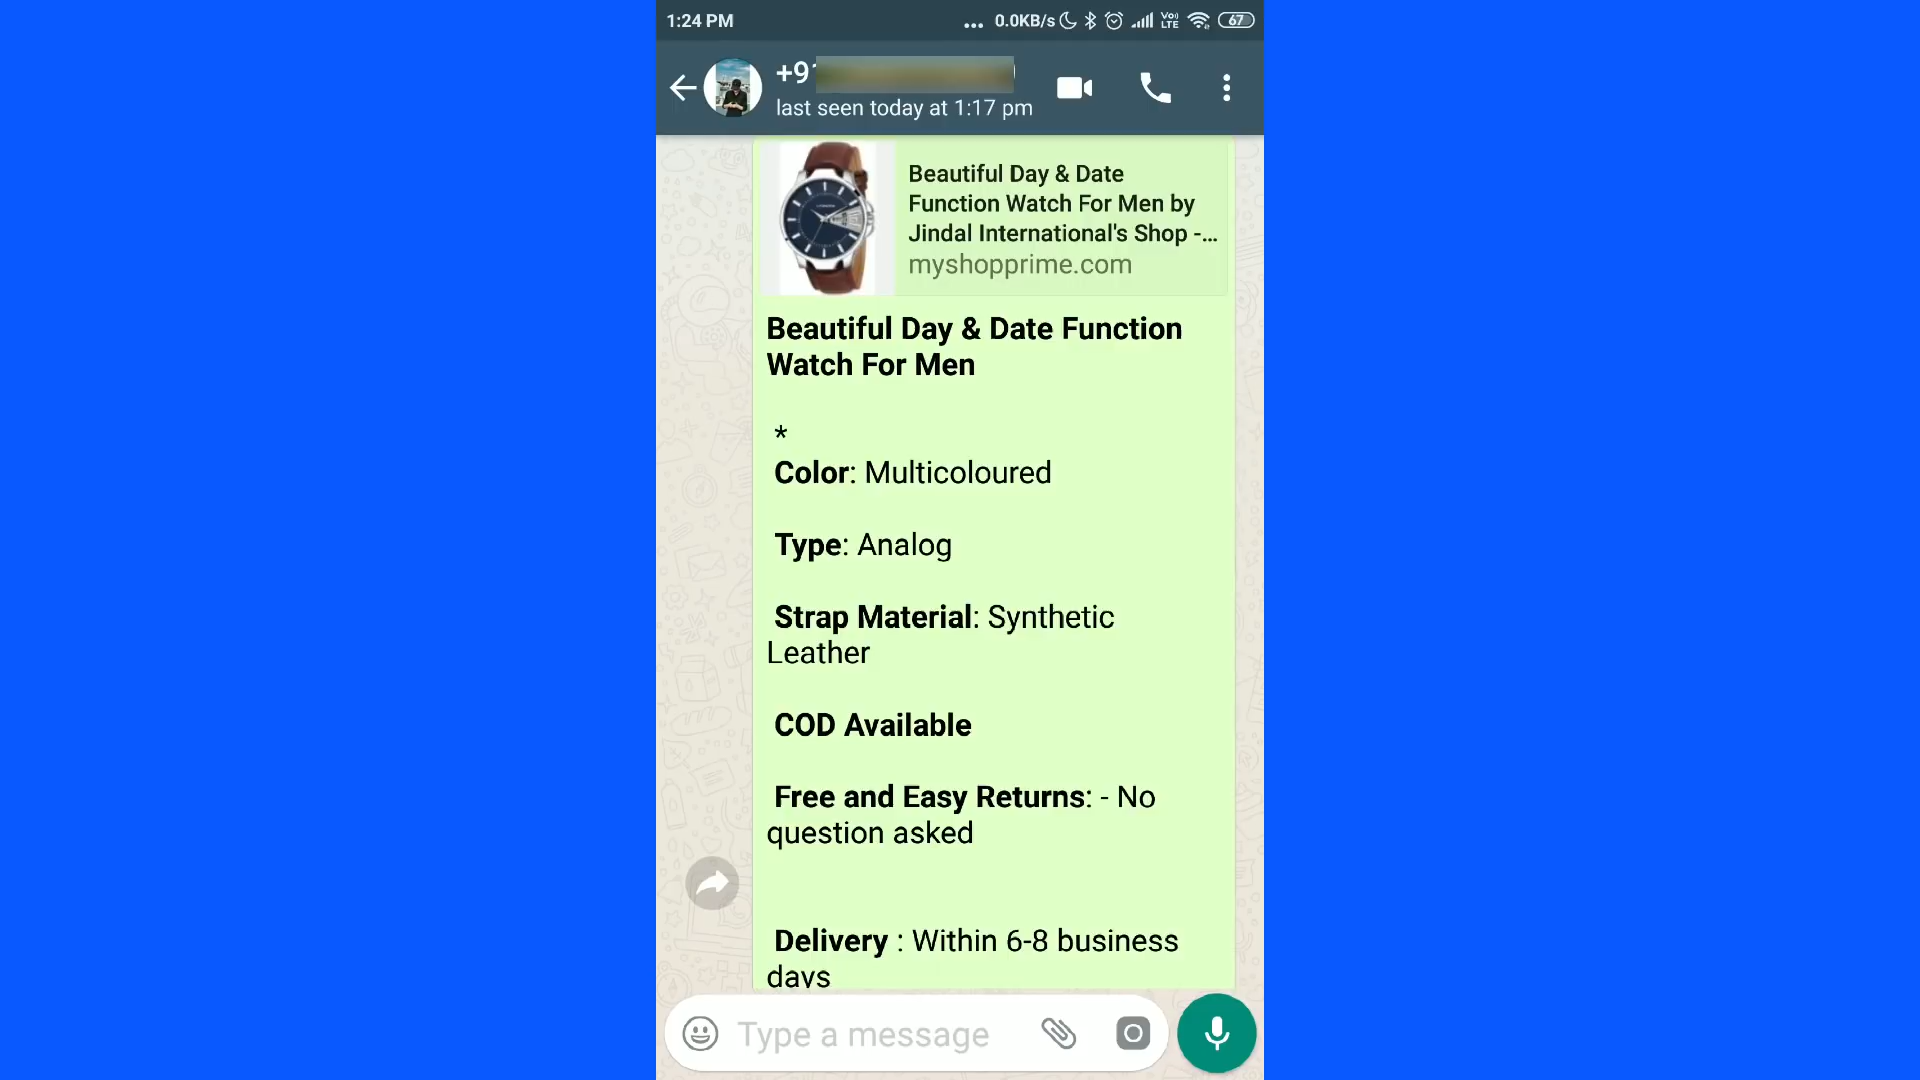 1:24 PM
... 0.0KB/s Vo) LTE 67
+91
last seen today at 1:17 pm
Beautiful Day & Date
Function Watch For Men by
Jindal International's Shop -...
myshopprime.com
Beautiful Day & Date Function
Watch For Men
*
Color: Multicoloured
Type: Analog
Strap Material: Synthetic
Leather
COD Available
Free and Easy Returns: - No
question asked
Delivery : Within 6-8 business
days
Type a message